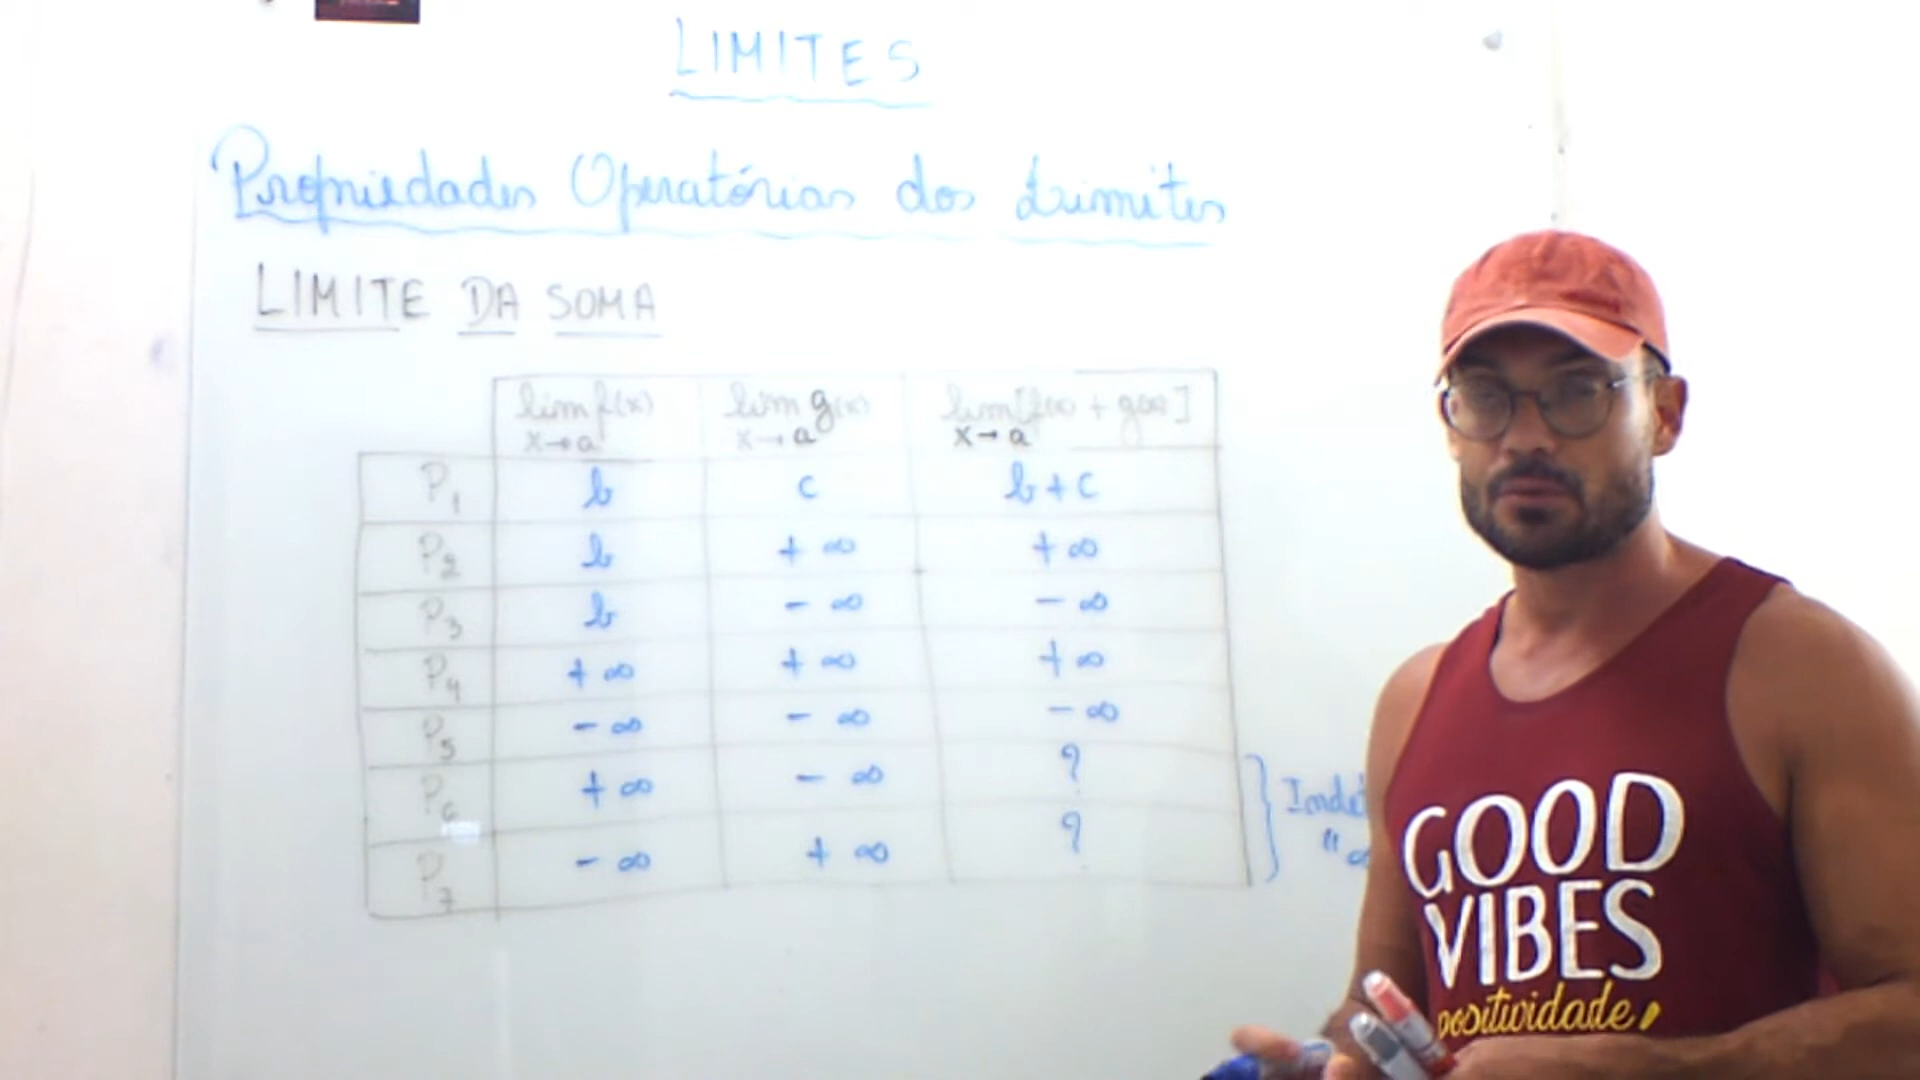 LIMITES
Propriedades Operatórias dos Limites
LIMITE DA SOMA
lim f(x) lim g(x) lim [f(x) + g(x)]
x→a x→a x→a
P1 b c b+c
P2 b +∞ +∞
P3 b -∞ -∞
P4 +∞ +∞ +∞
P5 -∞ -∞ -∞
P6 +∞ -∞ ?
P7 -∞ +∞ ?
GOOD
VIBES
positividade!